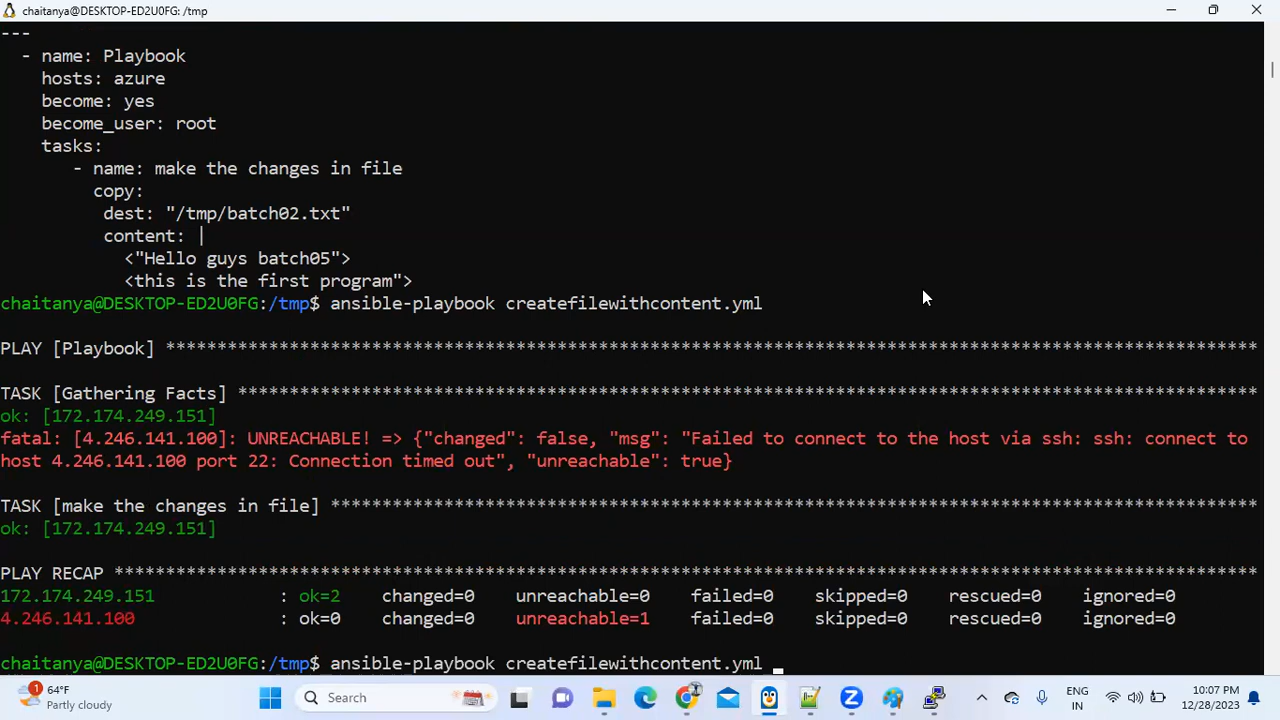 chaitanya@DESKTOP-ED2U0FG: /tmp
---
  - name: Playbook
    hosts: azure
    become: yes
    become_user: root
    tasks:
       - name: make the changes in file
         copy:
          dest: "/tmp/batch02.txt"
          content: |
            <"Hello guys batch05">
            <this is the first program">
chaitanya@DESKTOP-ED2U0FG:/tmp$ ansible-playbook createfilewithcontent.yml
PLAY [Playbook] *********************************************************************************************************
TASK [Gathering Facts] **************************************************************************************************
ok: [172.174.249.151]
fatal: [4.246.141.100]: UNREACHABLE! => {"changed": false, "msg": "Failed to connect to the host via ssh: ssh: connect to
host 4.246.141.100 port 22: Connection timed out", "unreachable": true}
TASK [make the changes in file] *****************************************************************************************
ok: [172.174.249.151]
PLAY RECAP **************************************************************************************************************
172.174.249.151            : ok=2    changed=0    unreachable=0    failed=0    skipped=0    rescued=0    ignored=0
4.246.141.100              : ok=0    changed=0    unreachable=1    failed=0    skipped=0    rescued=0    ignored=0
chaitanya@DESKTOP-ED2U0FG:/tmp$ ansible-playbook createfilewithcontent.yml _
1
64°F
Partly cloudy
Search
ENG
IN
10:07 PM
12/28/2023